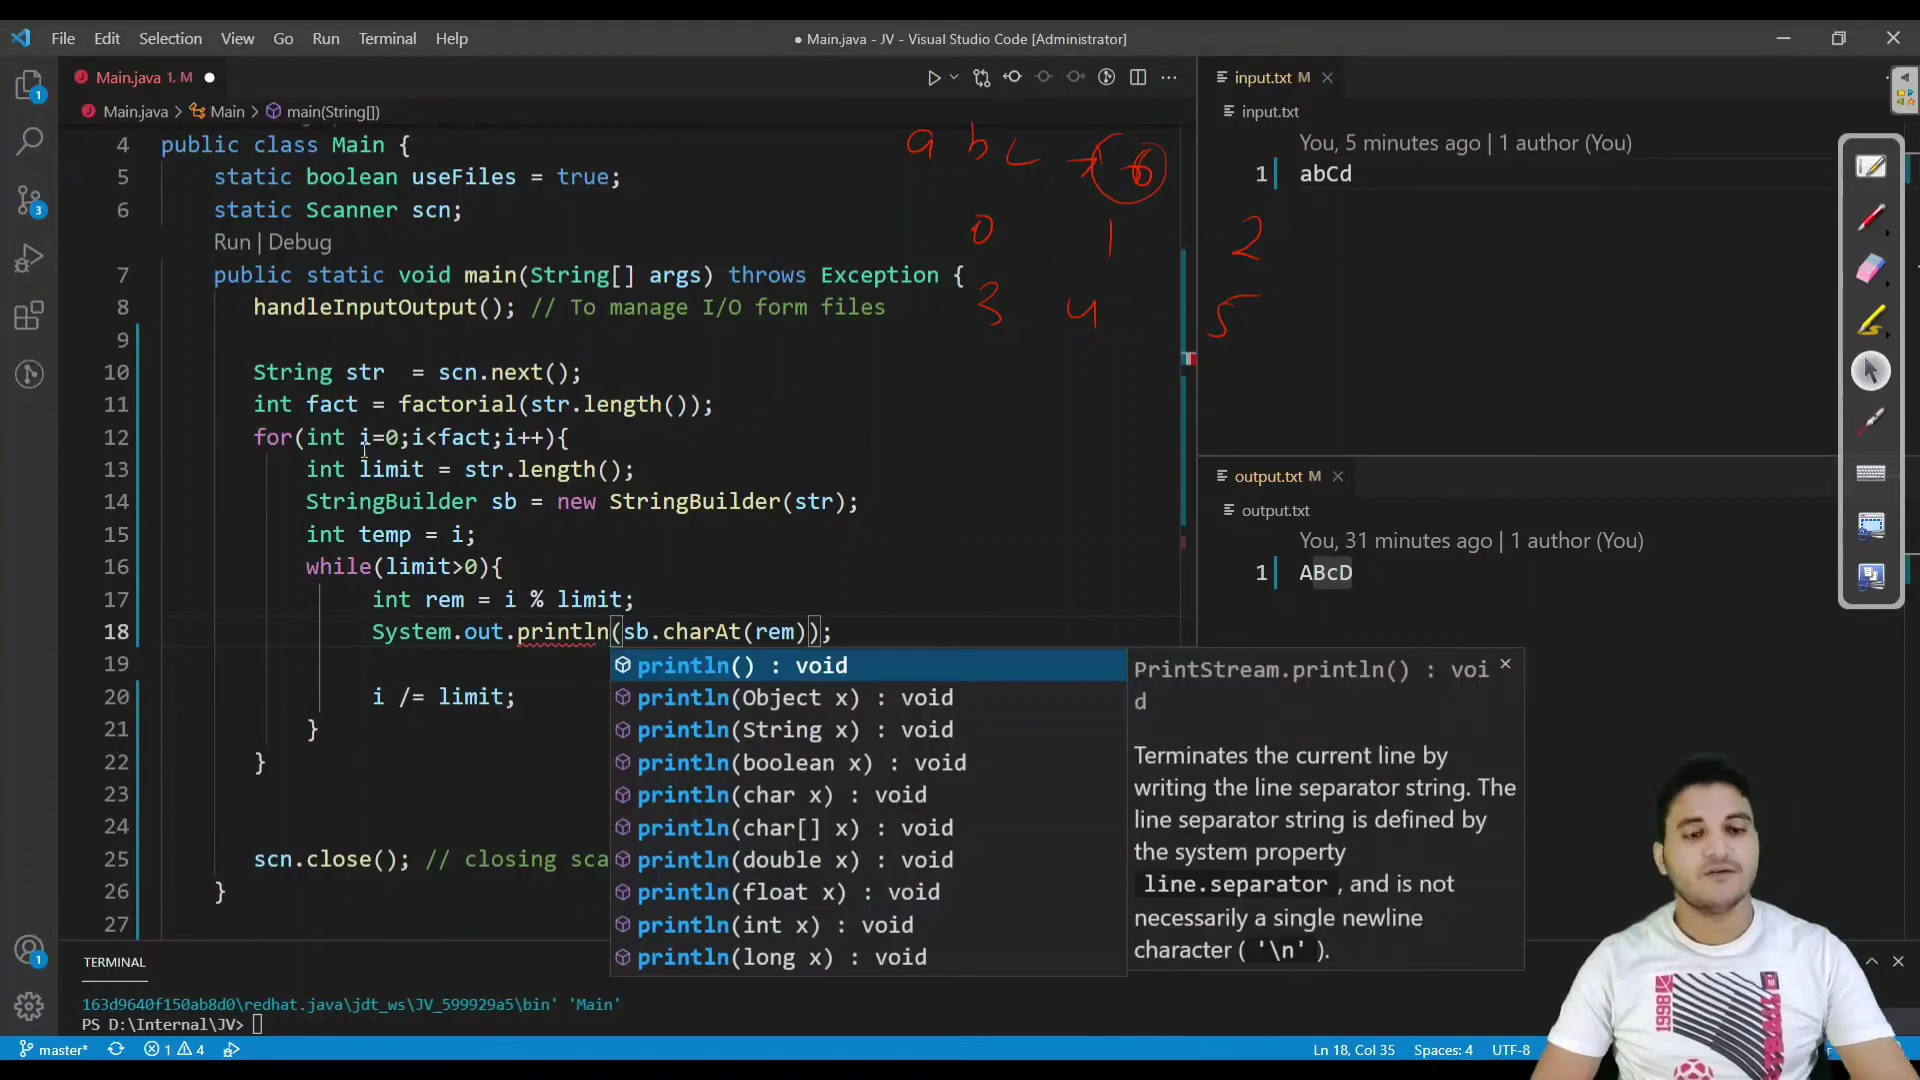 File Edit Selection View Go Run Terminal Help
● Main.java - JV - Visual Studio Code [Administrator]
Main.java 1, M
Main.java > Main > main(String[])
4 public class Main {
5 static boolean useFiles = true;
6 static Scanner scn;
Run | Debug
7 public static void main(String[] args) throws Exception {
8 handleInputOutput(); // To manage I/O form files
9
10 String str = scn.next();
11 int fact = factorial(str.length());
12 for(int i=0;i<fact;i++){
13 int limit = str.length();
14 StringBuilder sb = new StringBuilder(str);
15 int temp = i;
16 while(limit>0){
17 int rem = i % limit;
18 System.out.println(sb.charAt(rem));
19
20 i /= limit;
21 }
22 }
23
24
25 scn.close(); // closing sca
26 }
27
println() : void
println(Object x) : void
println(String x) : void
println(boolean x) : void
println(char x) : void
println(char[] x) : void
println(double x) : void
println(float x) : void
println(int x) : void
println(long x) : void
PrintStream.println() : voi
d
Terminates the current line by
writing the line separator string. The
line separator string is defined by
the system property
line.separator , and is not
necessarily a single newline
character ( '\n' ).
a b c → 6
0 1 2
3 4 5
input.txt M
input.txt
You, 5 minutes ago | 1 author (You)
1 abCd
output.txt M
output.txt
You, 31 minutes ago | 1 author (You)
1 ABcD
TERMINAL
163d9640f150ab8d0\redhat.java\jdt_ws\JV_599929a5\bin' 'Main'
PS D:\Internal\JV>
master* 1 4
Ln 18, Col 35 Spaces: 4 UTF-8
1
3
1